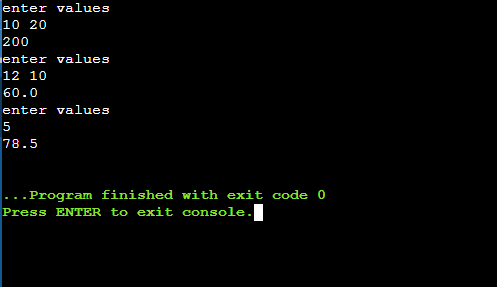 enter values
10 20
200
enter values
12 10
60.0
enter values
5
78.5
...Program finished with exit code 0
Press ENTER to exit console.